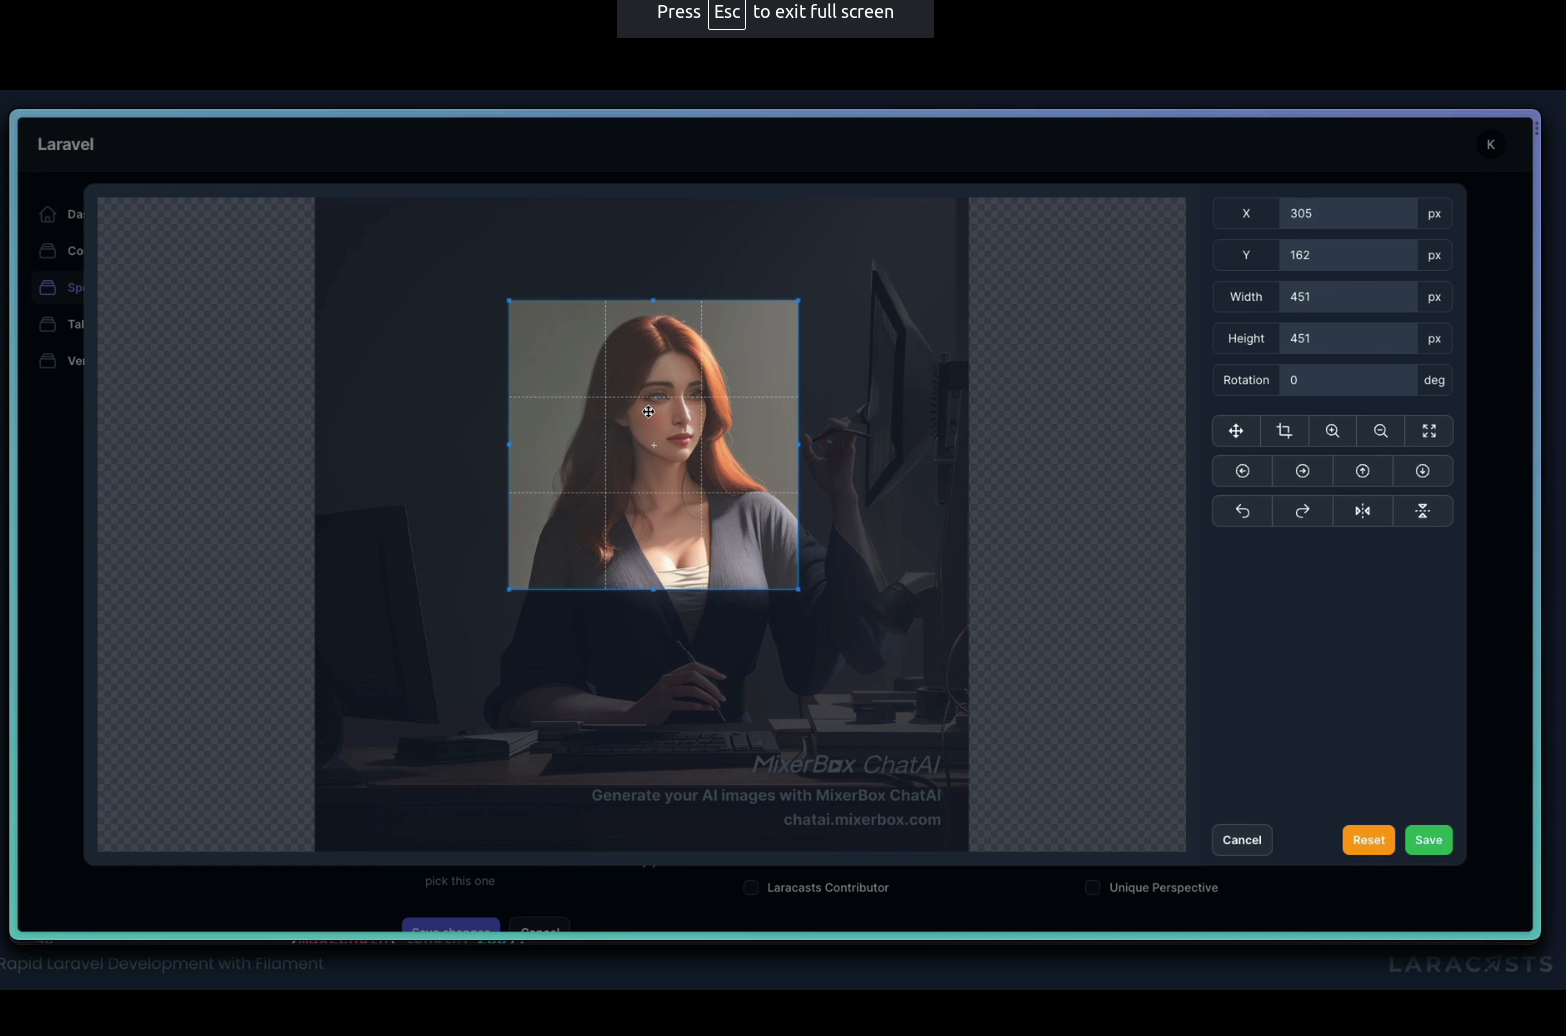 Press Esc to exit full screen
Laravel
K
Da
Co
Sp
Tal
Ve
X 305 px
Y 162 px
Width 451 px
Height 451 px
Rotation 0 deg
MixerBox ChatAI
Generate your AI images with MixerBox ChatAI
chatai.mixerbox.com
Cancel Reset Save
pick this one
Laracasts Contributor
Unique Perspective
Save changes Cancel
Rapid Laravel Development with Filament
LARACASTS